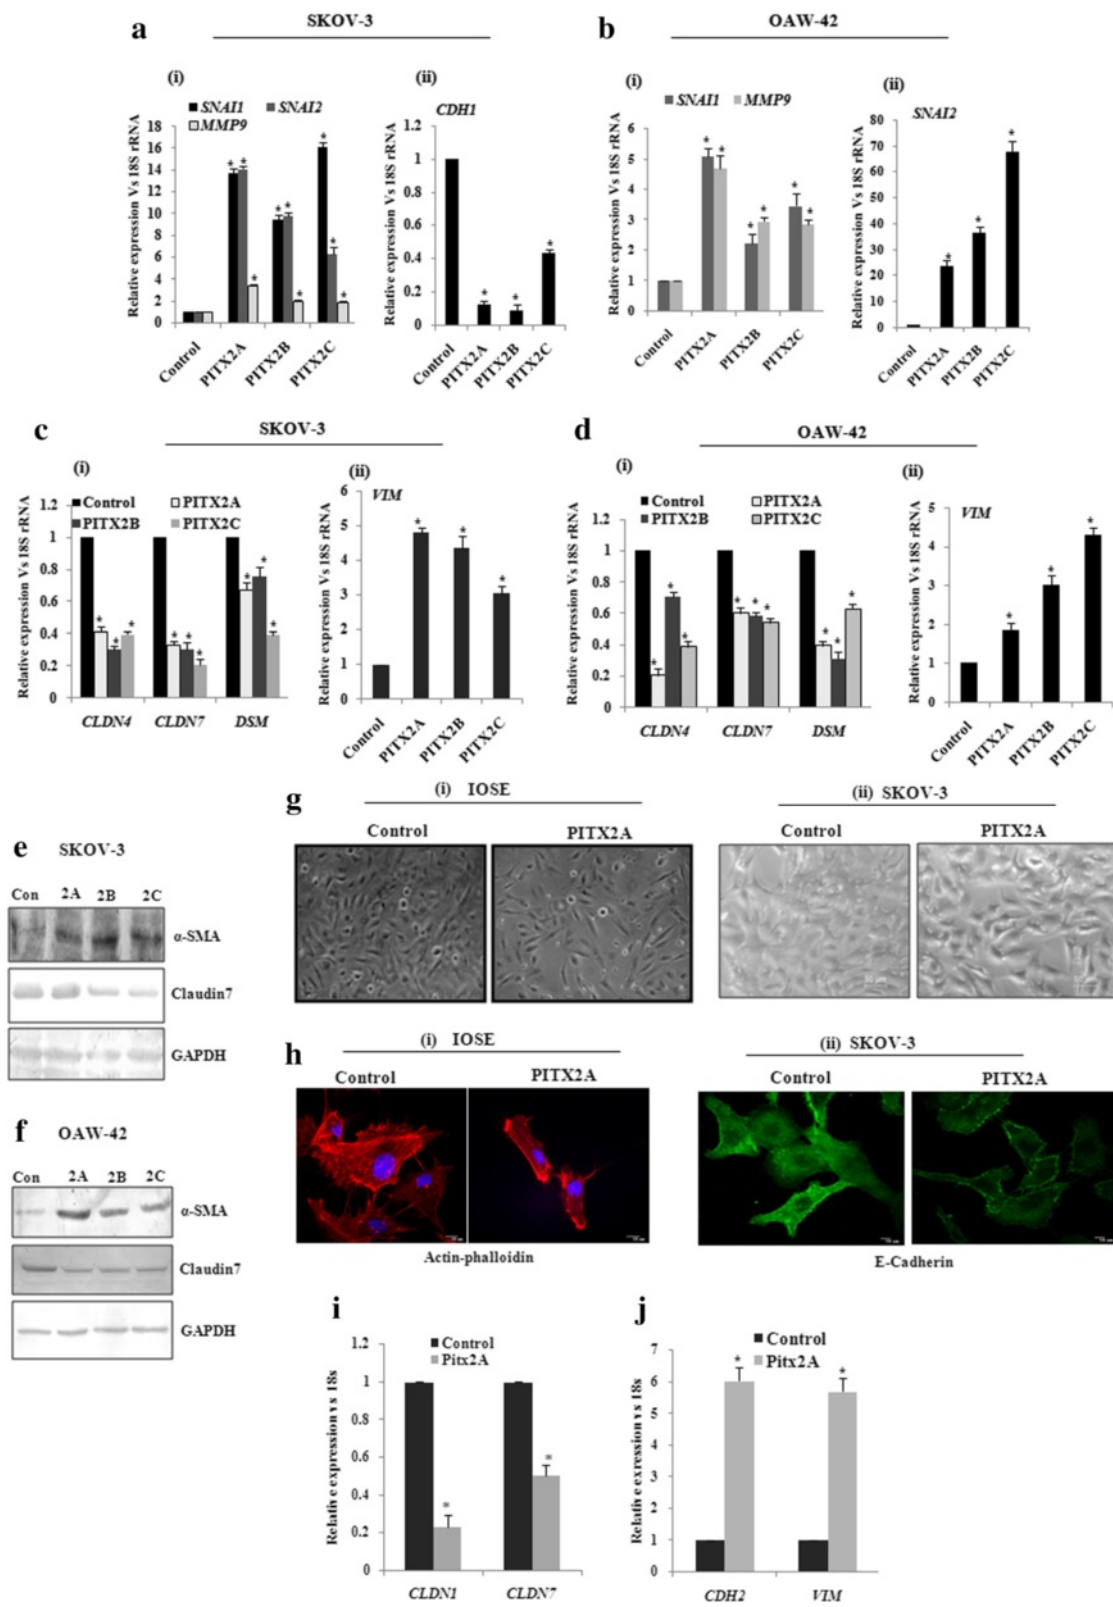 a SKOV-3
(i)
SNAI1 SNAI2
MMP9
Relative expression Vs 18S rRNA
18
16
14
12
10
8
6
4
2
0
* * * * * * * * *
Control PITX2A PITX2B PITX2C
(ii)
CDH1
Relative expression Vs 18S rRNA
1.2
1
0.8
0.6
0.4
0.2
0
* * *
Control PITX2A PITX2B PITX2C
b OAW-42
(i)
SNAI1 MMP9
Relative expression Vs 18S rRNA
6
5
4
3
2
1
0
* * * * * *
Control PITX2A PITX2B PITX2C
(ii)
SNAI2
Relative expression Vs 18S rRNA
80
70
60
50
40
30
20
10
0
* * *
Control PITX2A PITX2B PITX2C
c SKOV-3
(i)
Control PITX2A
PITX2B PITX2C
Relative expression Vs 18S rRNA
1.2
1
0.8
0.6
0.4
0.2
0
* * * * * * * * *
CLDN4 CLDN7 DSM
(ii)
VIM
Relative expression Vs 18S rRNA
6
5
4
3
2
1
0
* * *
Control PITX2A PITX2B PITX2C
d OAW-42
(i)
Control PITX2A
PITX2B PITX2C
Relative expression Vs 18S rRNA
1.2
1
0.8
0.6
0.4
0.2
0
* * * * * * * * *
CLDN4 CLDN7 DSM
(ii)
VIM
Relative expression Vs 18S rRNA
5
4
3
2
1
0
* * *
Control PITX2A PITX2B PITX2C
e SKOV-3
Con 2A 2B 2C
α-SMA
Claudin7
GAPDH
f OAW-42
Con 2A 2B 2C
α-SMA
Claudin7
GAPDH
g (i) IOSE
Control PITX2A
(ii) SKOV-3
Control PITX2A
h (i) IOSE
Control PITX2A
Actin-phalloidin
(ii) SKOV-3
Control PITX2A
E-Cadherin
i
Control
Pitx2A
Relative expression vs 18s
1.2
1
0.8
0.6
0.4
0.2
0
* *
CLDN1 CLDN7
j
Control
Pitx2A
Relative exression vs 18s
7
6
5
4
3
2
1
0
* *
CDH2 VIM